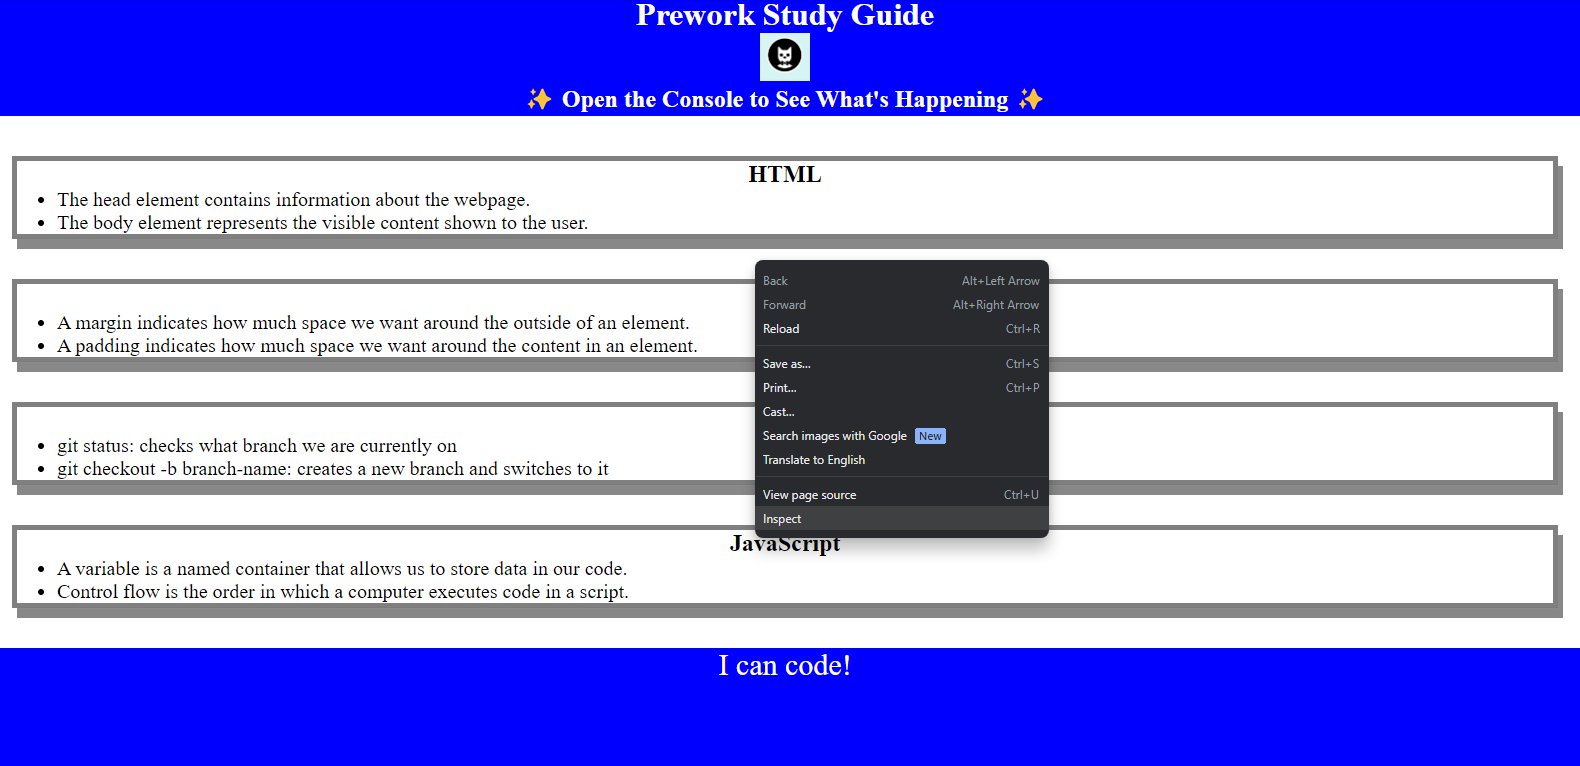 Prework Study Guide
✨ Open the Console to See What's Happening ✨
HTML
• The head element contains information about the webpage.
• The body element represents the visible content shown to the user.
• A margin indicates how much space we want around the outside of an element.
• A padding indicates how much space we want around the content in an element.
• git status: checks what branch we are currently on
• git checkout -b branch-name: creates a new branch and switches to it
Back Alt+Left Arrow
Forward Alt+Right Arrow
Reload Ctrl+R
Save as... Ctrl+S
Print... Ctrl+P
Cast...
Search images with Google New
Translate to English
View page source Ctrl+U
Inspect
JavaScript
• A variable is a named container that allows us to store data in our code.
• Control flow is the order in which a computer executes code in a script.
I can code!